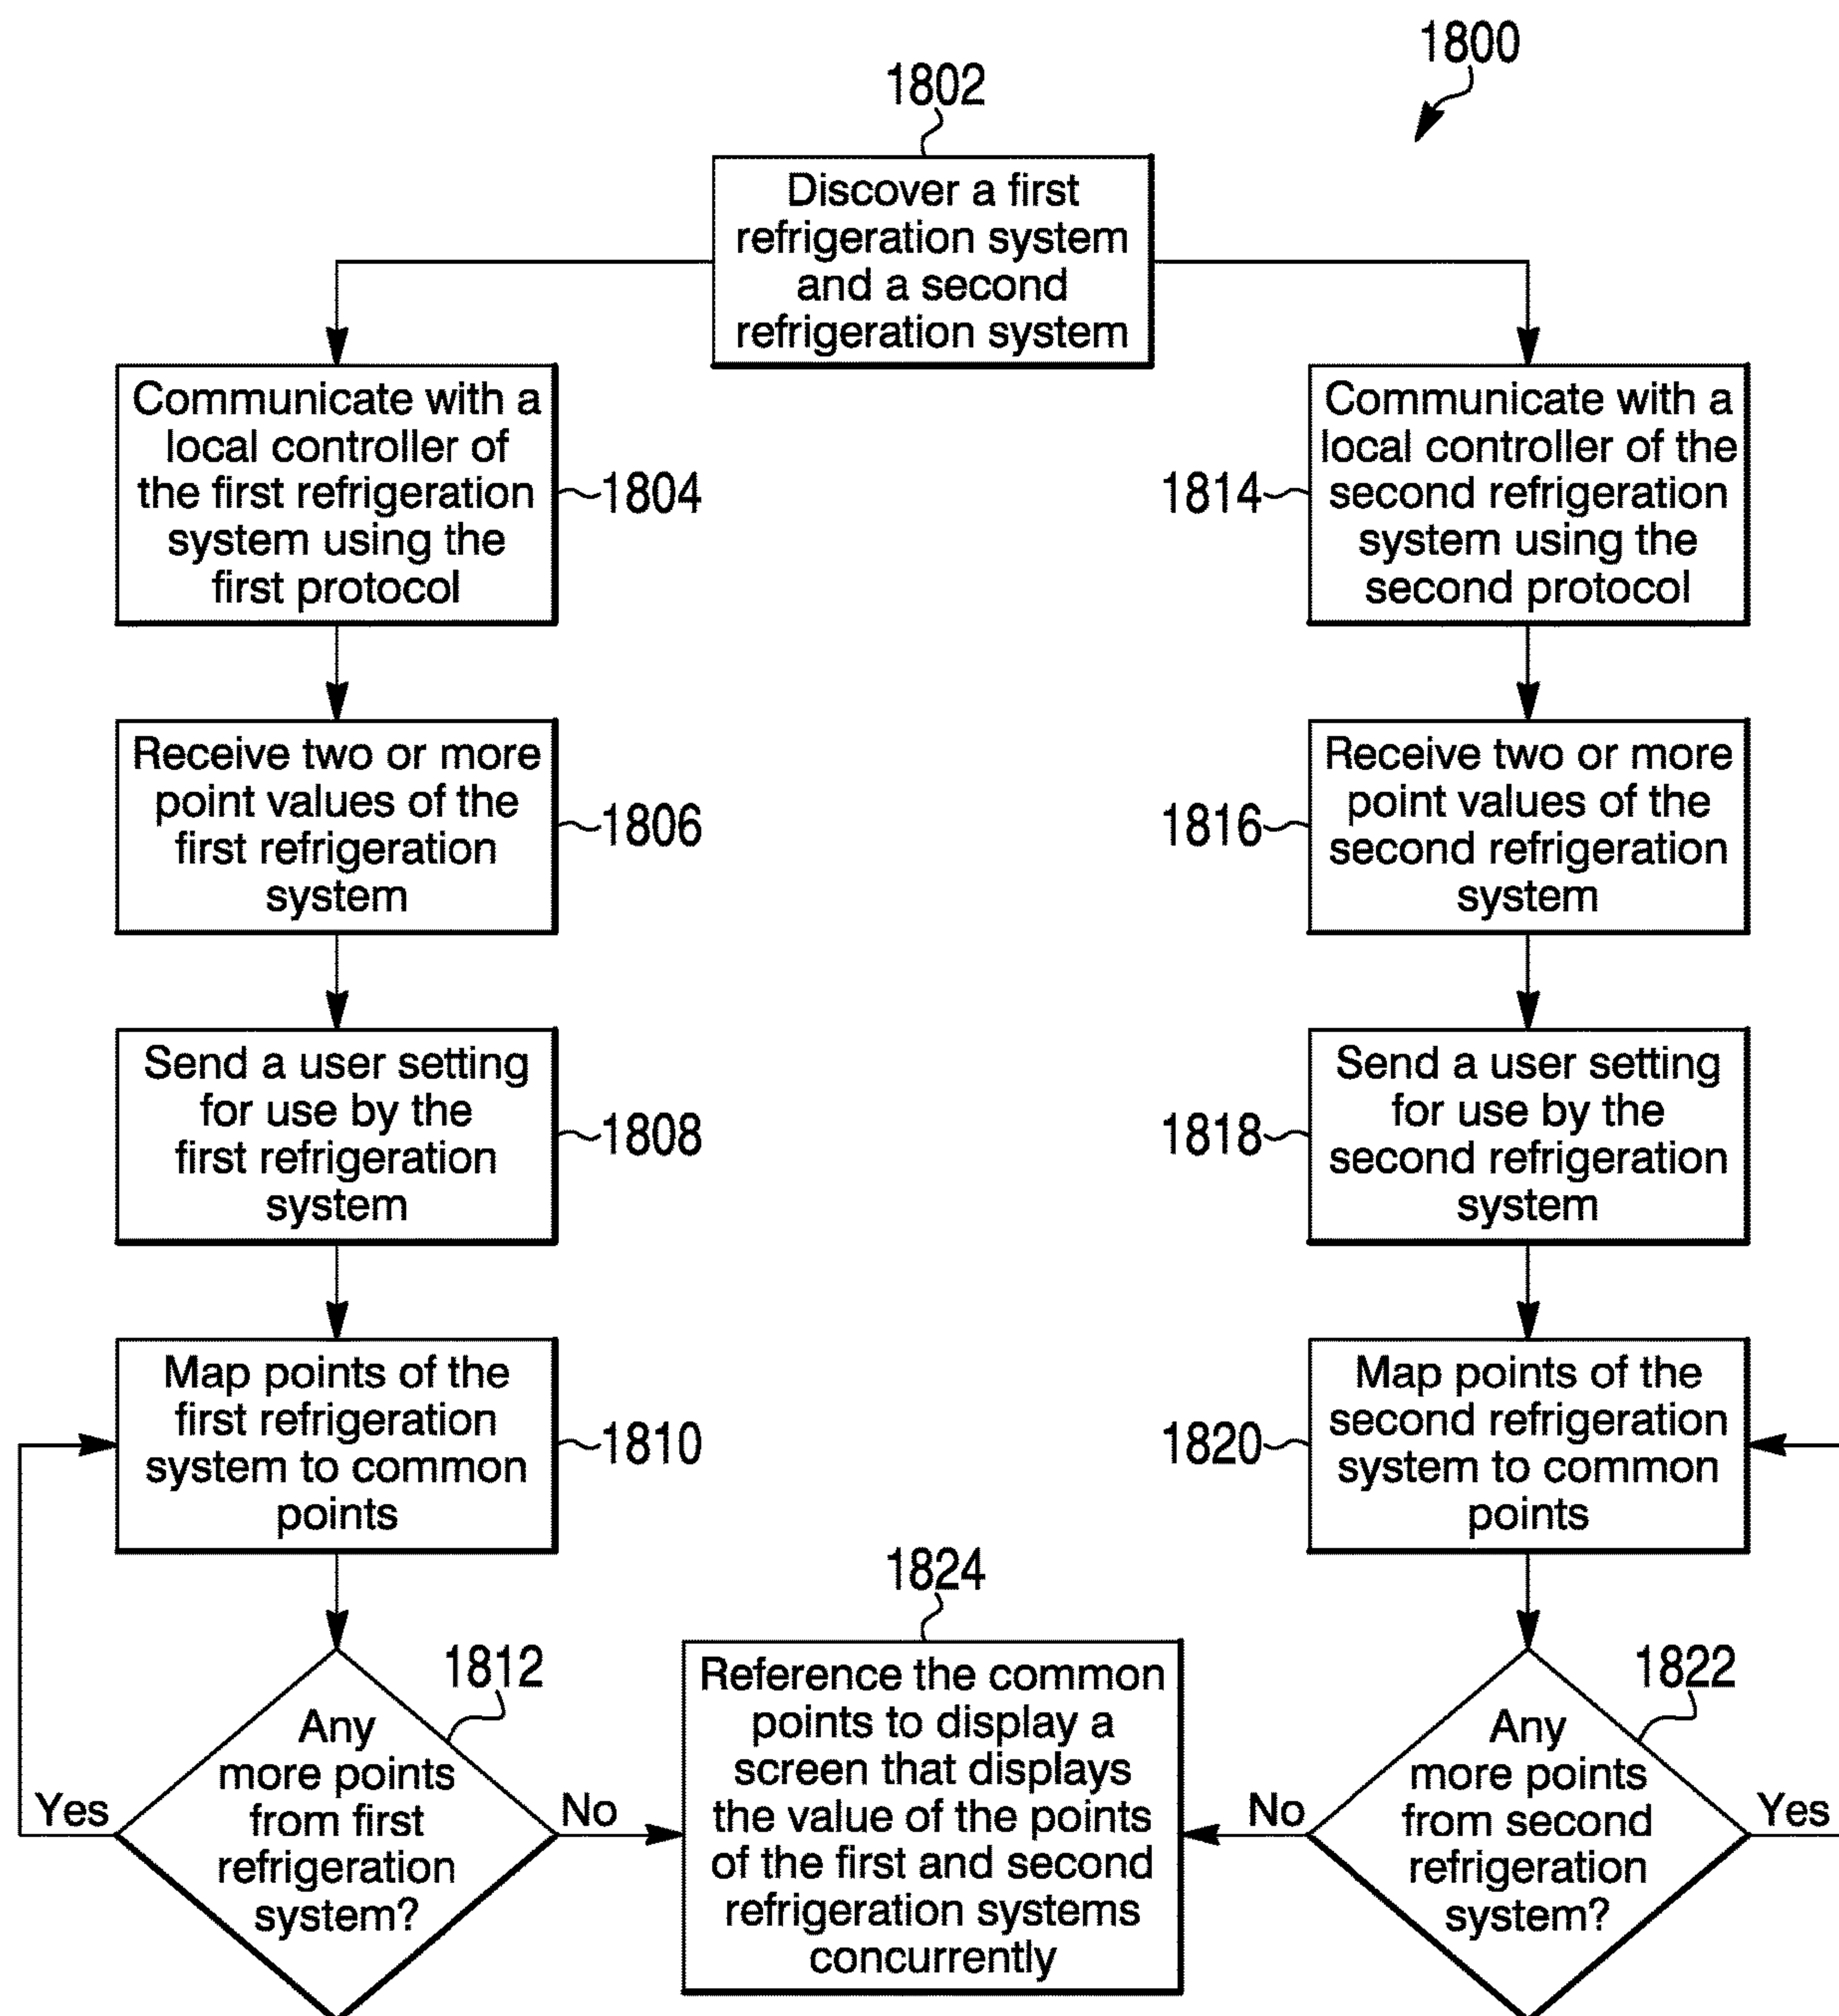 1800
1802
Discover a first
refrigeration system
and a second
refrigeration system
Communicate with a
local controller of
the first refrigeration
system using the
first protocol
1804
Receive two or more
point values of the
first refrigeration
system
1806
Send a user setting
for use by the
first refrigeration
system
1808
Map points of the
first refrigeration
system to common
points
1810
1812
Any
more points
from first
refrigeration
system?
Yes
No
1814
Communicate with a
local controller of the
second refrigeration
system using the
second protocol
1816
Receive two or more
point values of the
second refrigeration
system
1818
Send a user setting
for use by the
second refrigeration
system
1820
Map points of the
second refrigeration
system to common
points
1822
Any
more points
from second
refrigeration
system?
No
Yes
1824
Reference the common
points to display a
screen that displays
the value of the points
of the first and second
refrigeration systems
concurrently